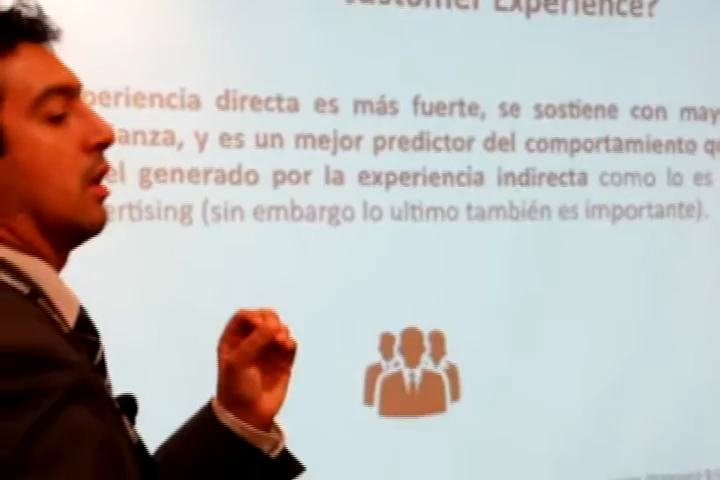 Customer Experience?
periencia directa es más fuerte, se sostiene con may
anza, y es un mejor predictor del comportamiento q
el generado por la experiencia indirecta como lo es
ertising (sin embargo lo ultimo también es importante).